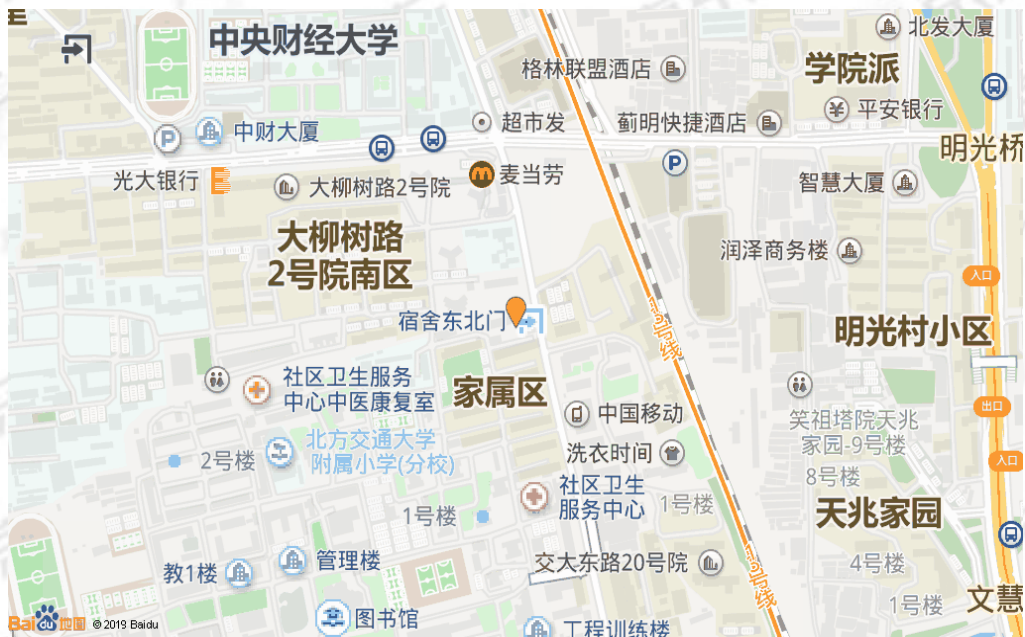 中央财经大学
北发大厦
格林联盟酒店
学院派
平安银行
P
中财大厦
超市发
蓟明快捷酒店
明光桥
P
光大银行
大柳树路2号院
麦当劳
智慧大厦
大柳树路
2号院南区
润泽商务楼
入口
宿舍东北门
13号线
明光村小区
社区卫生服务
中心中医康复室
家属区
中国移动
出口
笑祖塔院天兆
家园-9号楼
北方交通大学
附属小学(分校)
2号楼
洗衣时间
入口
8号楼
社区卫生
服务中心
1号楼
1号楼
天兆家园
教1楼
管理楼
交大东路20号院
13号线
4号楼
1号楼
文慧
图书馆
工程训练楼
Bai du 地图 © 2019 Baidu